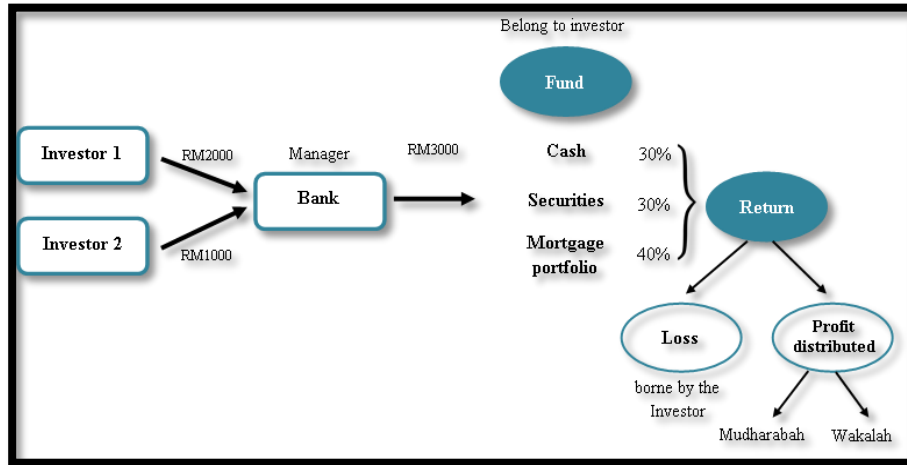 Belong to investor
Fund
Investor 1
RM2000
Manager
RM3000
Bank
Investor 2
RM1000
Cash
30%
Securities
30%
Mortgage
portfolio
40%
Return
Loss
borne by the
Investor
Profit
distributed
Mudharabah
Wakalah